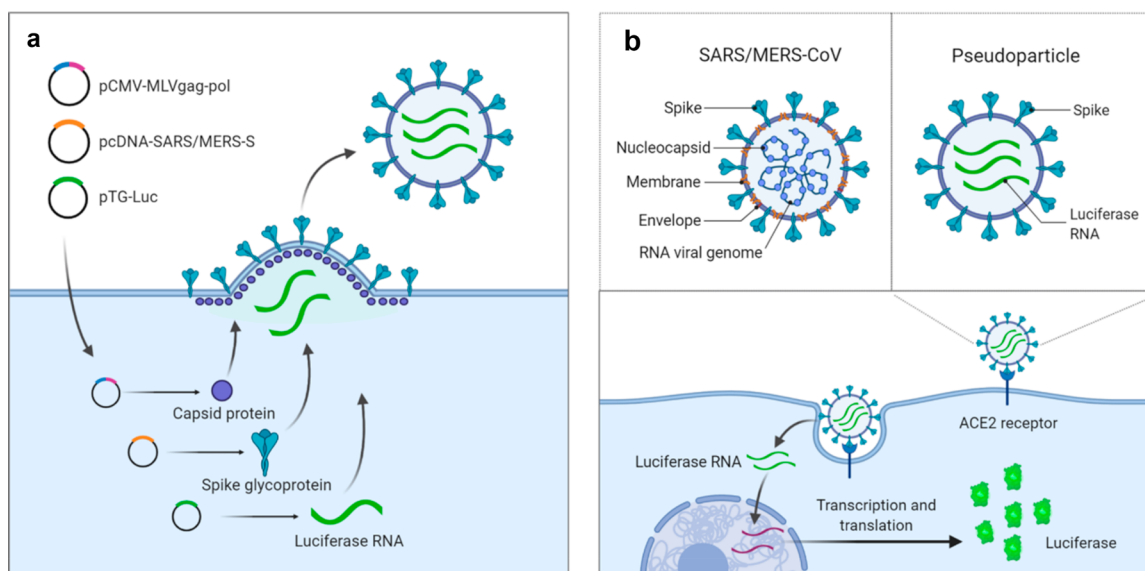 a
pCMV-MLVgag-pol
pcDNA-SARS/MERS-S
pTG-Luc
Capsid protein
Spike glycoprotein
Luciferase RNA
b
SARS/MERS-CoV
Spike
Nucleocapsid
Membrane
Envelope
RNA viral genome
Pseudoparticle
Spike
Luciferase
RNA
ACE2 receptor
Luciferase RNA
Transcription and
translation
Luciferase